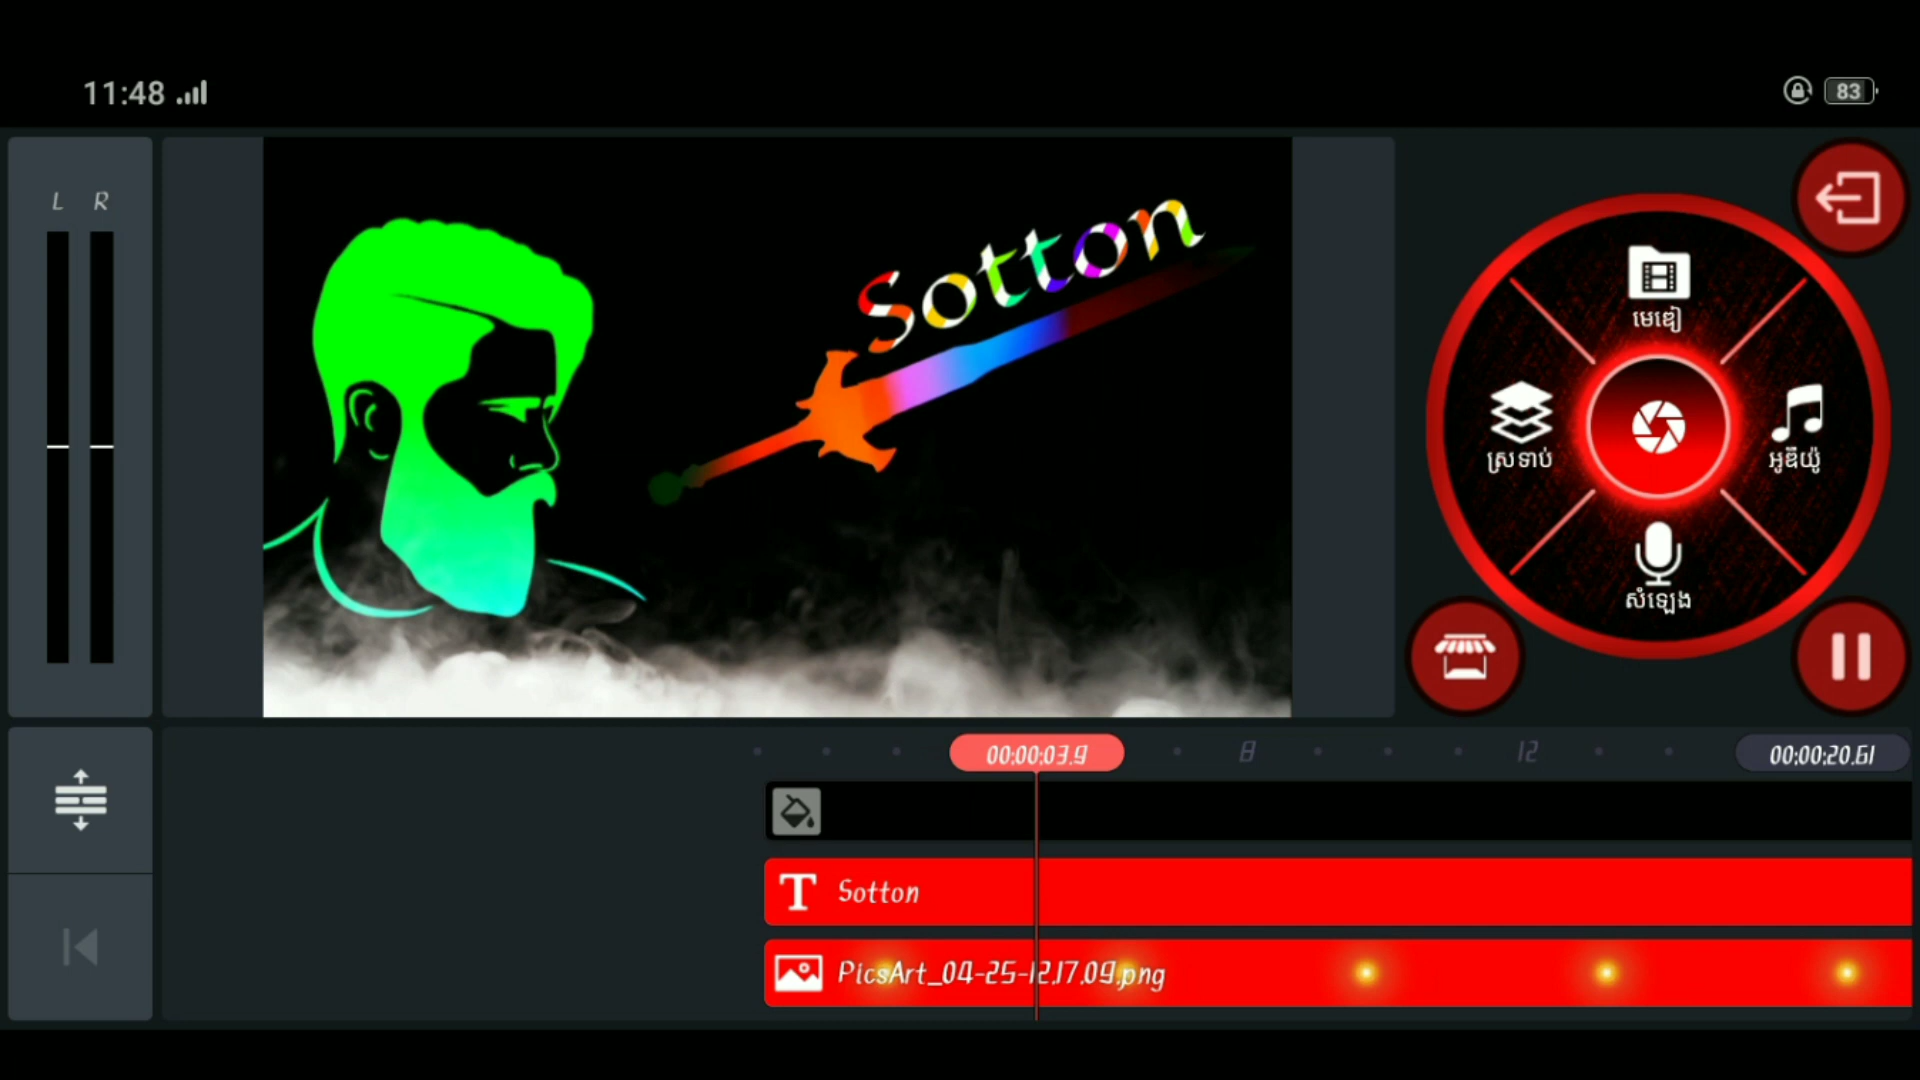 11:48
83
L R
Sotton
មេឌៀ
ស្រទាប់
អូឌីយ៉ូ
សំឡេង
00:00:03.9
8
12
00:00:20.61
T Sotton
PicsArt_04-25-12.17.09.png